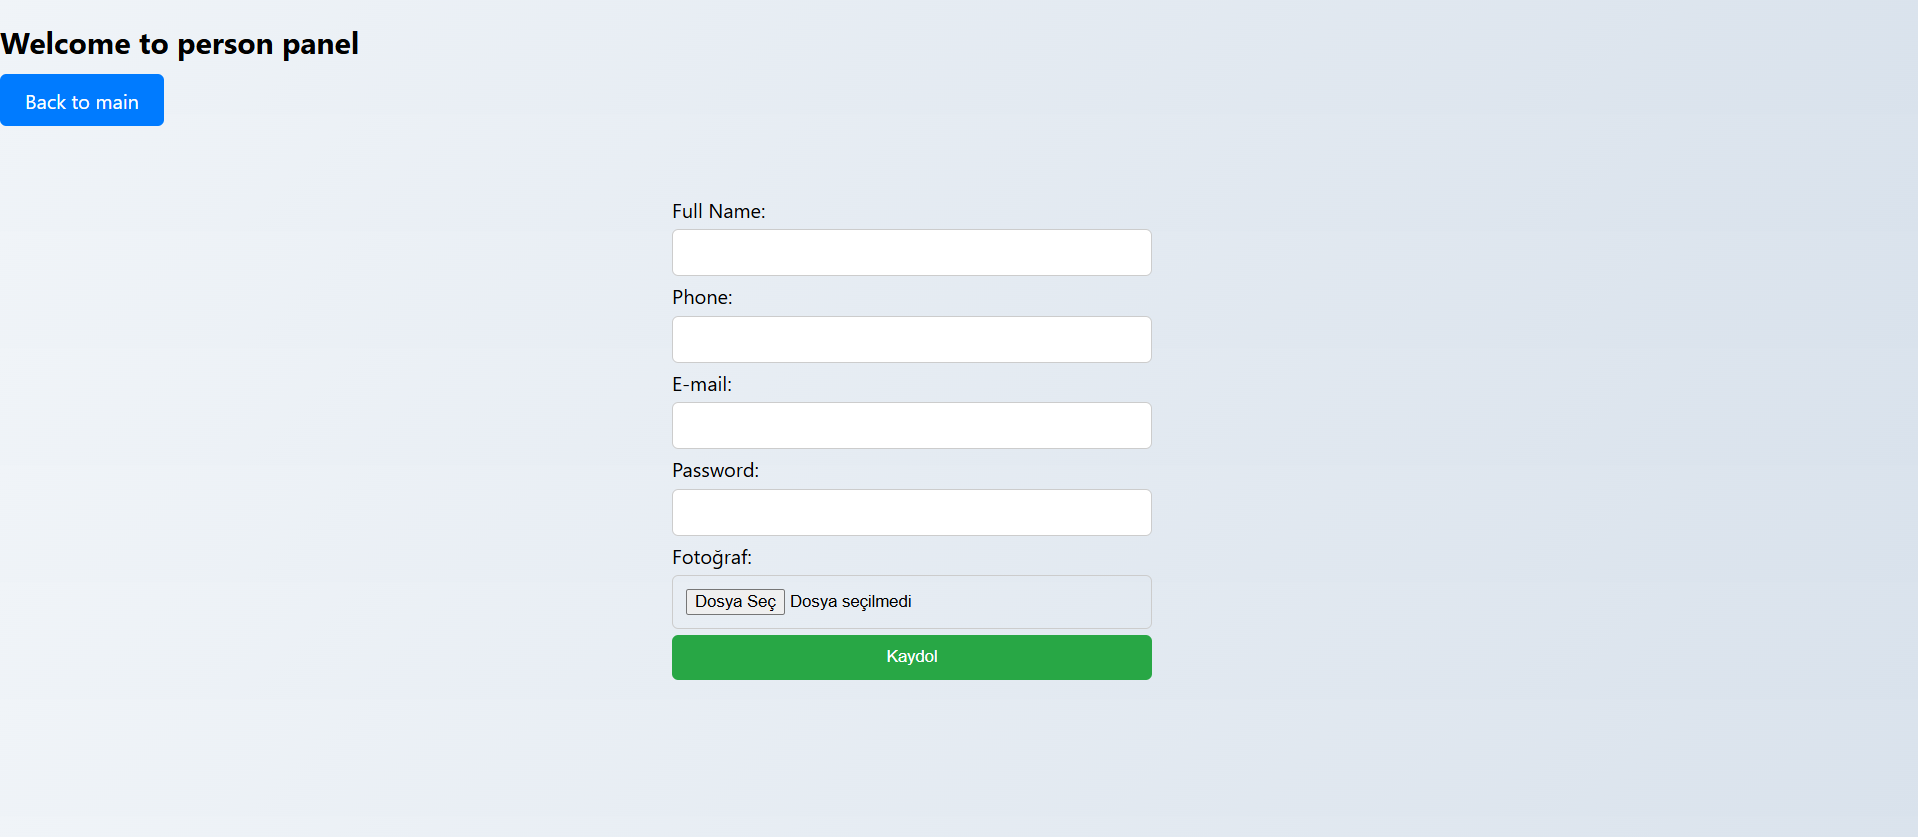 Welcome to person panel
Back to main
Full Name:
Phone:
E-mail:
Password:
Fotoğraf:
Dosya Seç Dosya seçilmedi
Kaydol